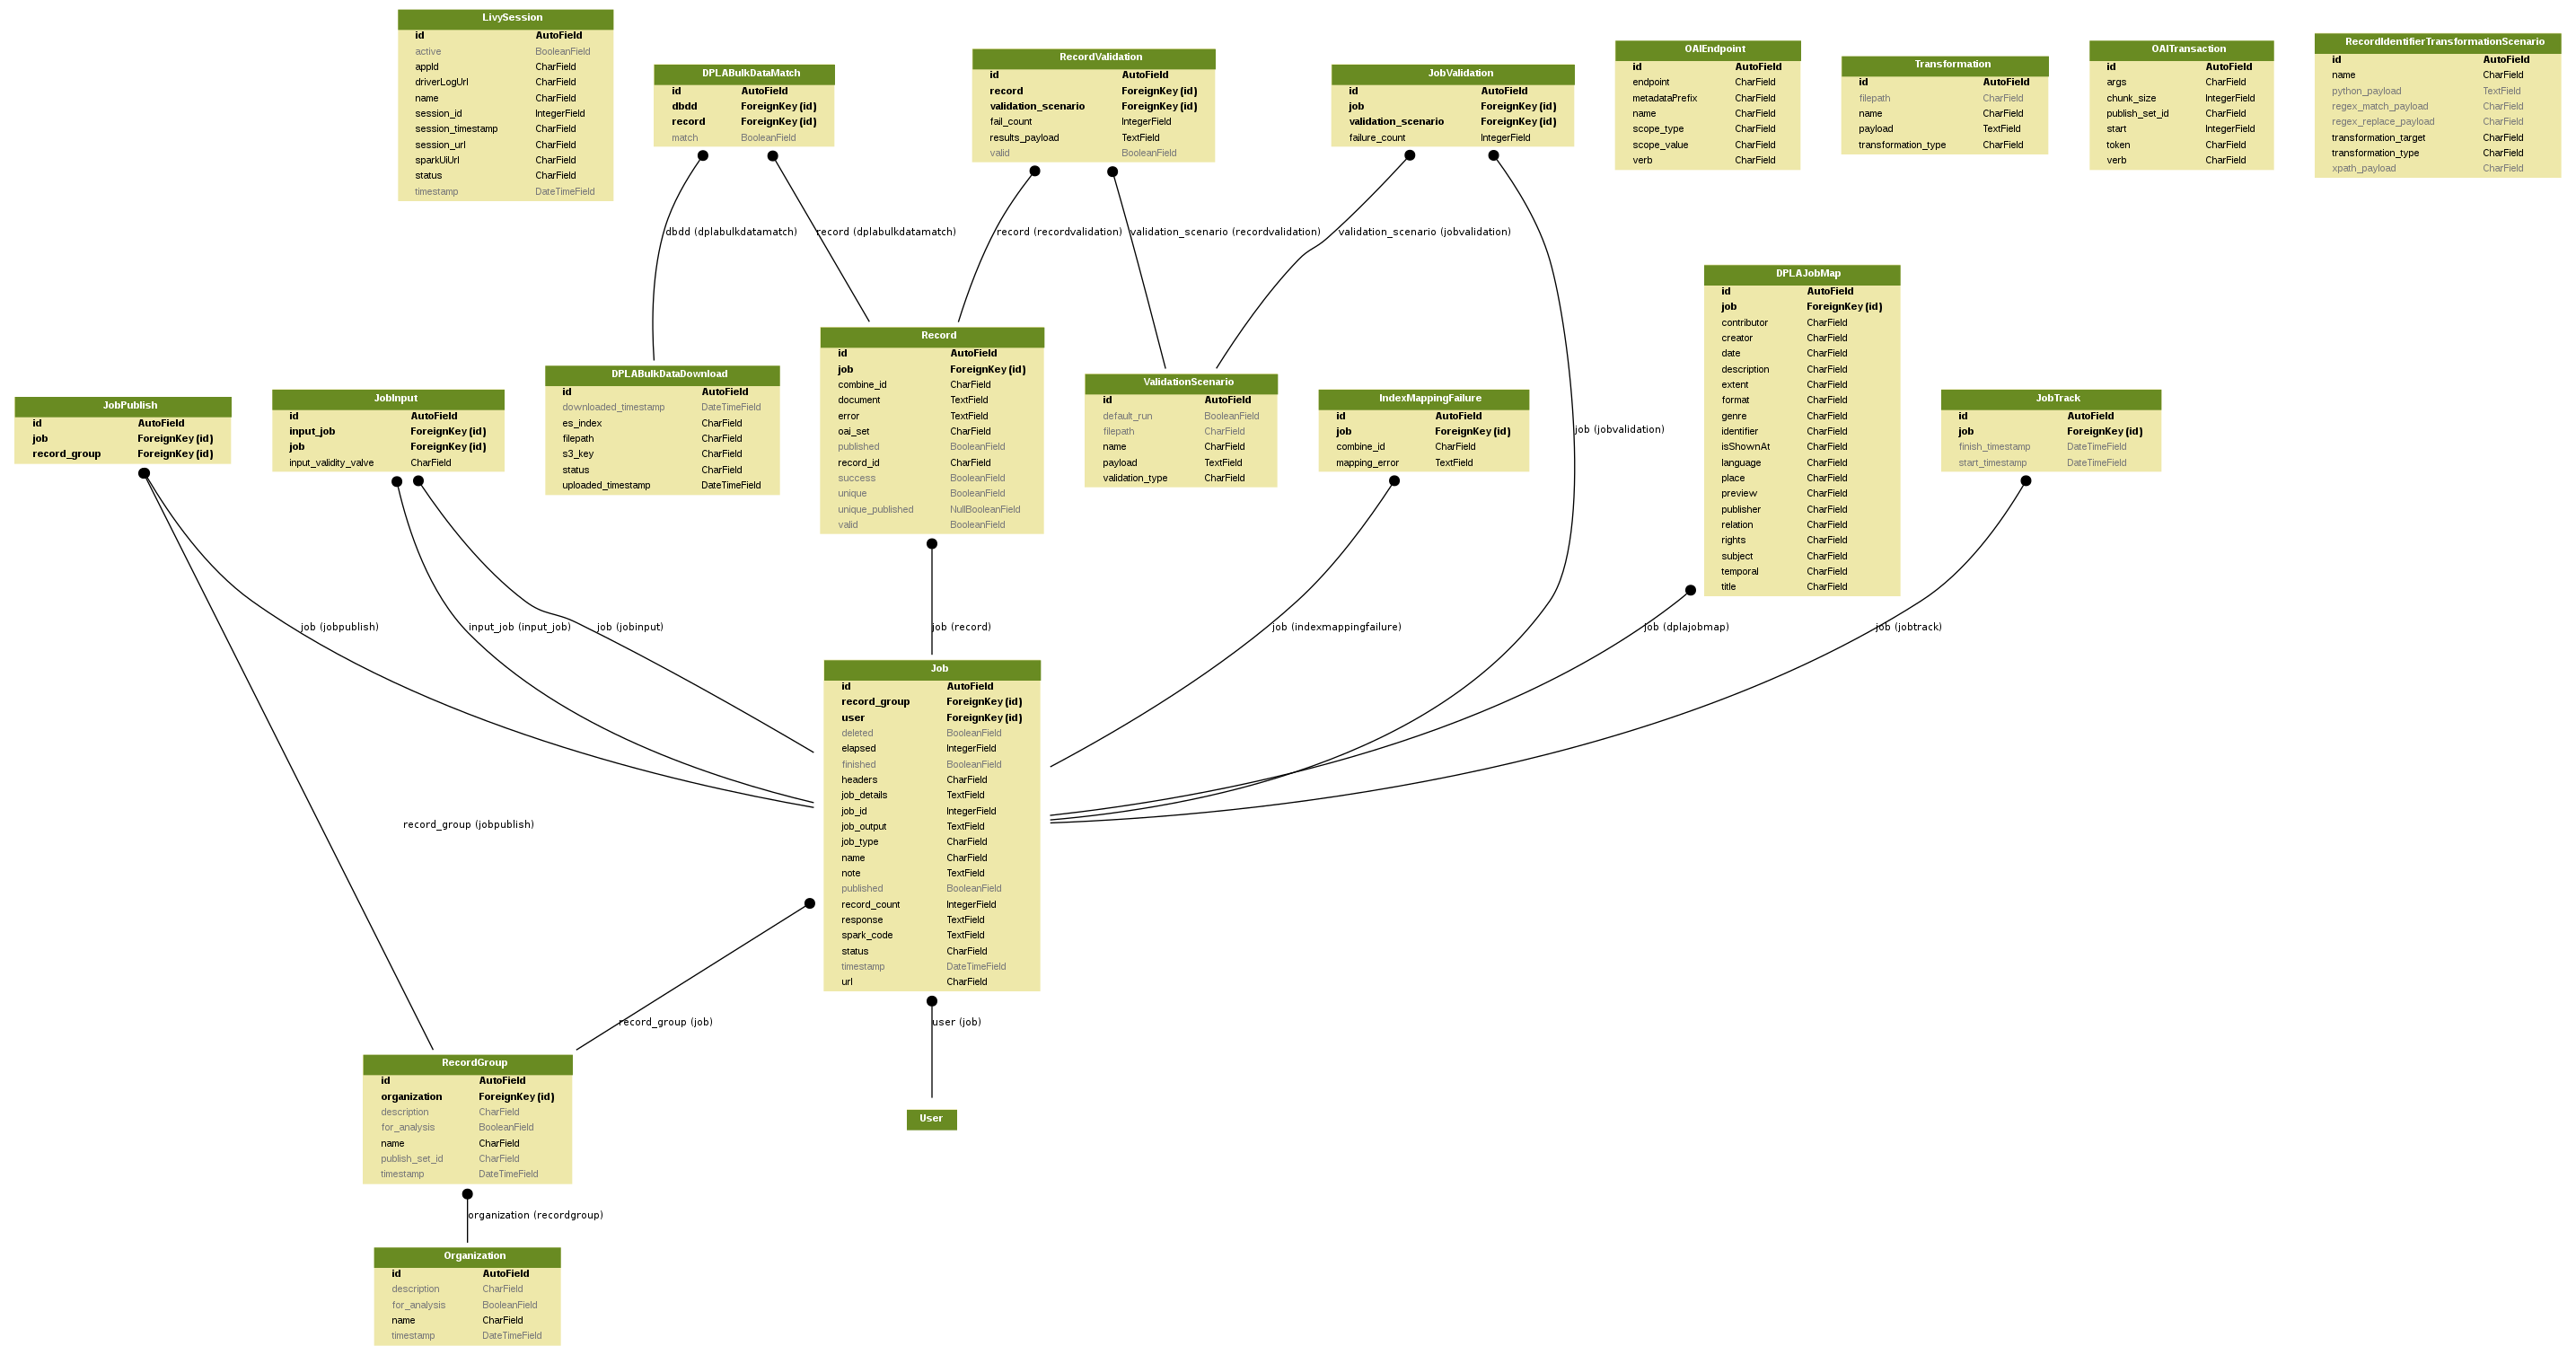 LivySession
id AutoField
active BooleanField
appId CharField
driverLogUrl CharField
name CharField
session_id IntegerField
session_timestamp CharField
session_url CharField
sparkUiUrl CharField
status CharField
timestamp DateTimeField
DPLABulkDataMatch
id AutoField
dbdd ForeignKey (id)
record ForeignKey (id)
match BooleanField
RecordValidation
id AutoField
record ForeignKey (id)
validation_scenario ForeignKey (id)
fail_count IntegerField
results_payload TextField
valid BooleanField
JobValidation
id AutoField
job ForeignKey (id)
validation_scenario ForeignKey (id)
failure_count IntegerField
OAIEndpoint
id AutoField
endpoint CharField
metadataPrefix CharField
name CharField
scope_type CharField
scope_value CharField
verb CharField
Transformation
id AutoField
filepath CharField
name CharField
payload TextField
transformation_type CharField
OAITransaction
id AutoField
args CharField
chunk_size IntegerField
publish_set_id CharField
start IntegerField
token CharField
verb CharField
RecordIdentifierTransformationScenario
id AutoField
name CharField
python_payload TextField
regex_match_payload CharField
regex_replace_payload CharField
transformation_target CharField
transformation_type CharField
xpath_payload CharField
dbdd (dplabulkdatamatch)
record (dplabulkdatamatch)
record (recordvalidation)
validation_scenario (recordvalidation)
validation_scenario (jobvalidation)
job (jobvalidation)
JobPublish
id AutoField
job ForeignKey (id)
record_group ForeignKey (id)
JobInput
id AutoField
input_job ForeignKey (id)
job ForeignKey (id)
input_validity_valve CharField
DPLABulkDataDownload
id AutoField
downloaded_timestamp DateTimeField
es_index CharField
filepath CharField
s3_key CharField
status CharField
uploaded_timestamp DateTimeField
Record
id AutoField
job ForeignKey (id)
combine_id CharField
document TextField
error TextField
oai_set CharField
published BooleanField
record_id CharField
success BooleanField
unique BooleanField
unique_published NullBooleanField
valid BooleanField
ValidationScenario
id AutoField
default_run BooleanField
filepath CharField
name CharField
payload TextField
validation_type CharField
IndexMappingFailure
id AutoField
job ForeignKey (id)
combine_id CharField
mapping_error TextField
DPLAJobMap
id AutoField
job ForeignKey (id)
contributor CharField
creator CharField
date CharField
description CharField
extent CharField
format CharField
genre CharField
identifier CharField
isShownAt CharField
language CharField
place CharField
preview CharField
publisher CharField
relation CharField
rights CharField
subject CharField
temporal CharField
title CharField
JobTrack
id AutoField
job ForeignKey (id)
finish_timestamp DateTimeField
start_timestamp DateTimeField
job (jobpublish)
input_job (input_job)
job (jobinput)
job (record)
job (indexmappingfailure)
job (dplajobmap)
job (jobtrack)
Job
id AutoField
record_group ForeignKey (id)
user ForeignKey (id)
deleted BooleanField
elapsed IntegerField
finished BooleanField
headers CharField
job_details TextField
job_id IntegerField
job_output TextField
job_type CharField
name CharField
note TextField
published BooleanField
record_count IntegerField
response TextField
spark_code TextField
status CharField
timestamp DateTimeField
url CharField
record_group (jobpublish)
record_group (job)
user (job)
RecordGroup
id AutoField
organization ForeignKey (id)
description CharField
for_analysis BooleanField
name CharField
publish_set_id CharField
timestamp DateTimeField
User
organization (recordgroup)
Organization
id AutoField
description CharField
for_analysis BooleanField
name CharField
timestamp DateTimeField